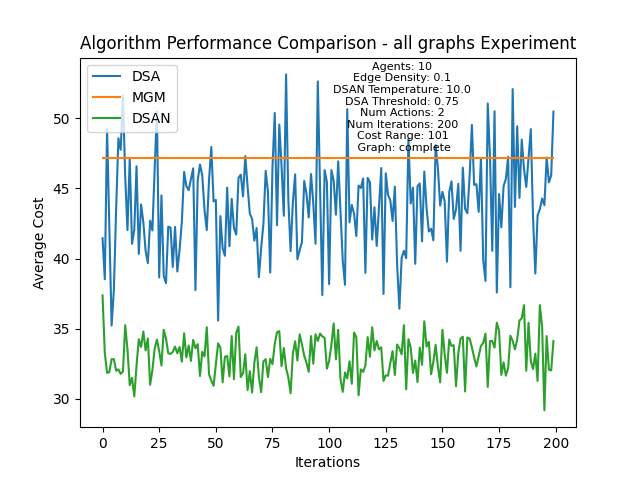 Algorithm Performance Comparison - all graphs Experiment
DSA
MGM
DSAN
Agents: 10
Edge Density: 0.1
DSAN Temperature: 10.0
DSA Threshold: 0.75
Num Actions: 2
Num Iterations: 200
Cost Range: 101
Graph: complete
Average Cost
50
45
40
35
30
0 25 50 75 100 125 150 175 200
Iterations